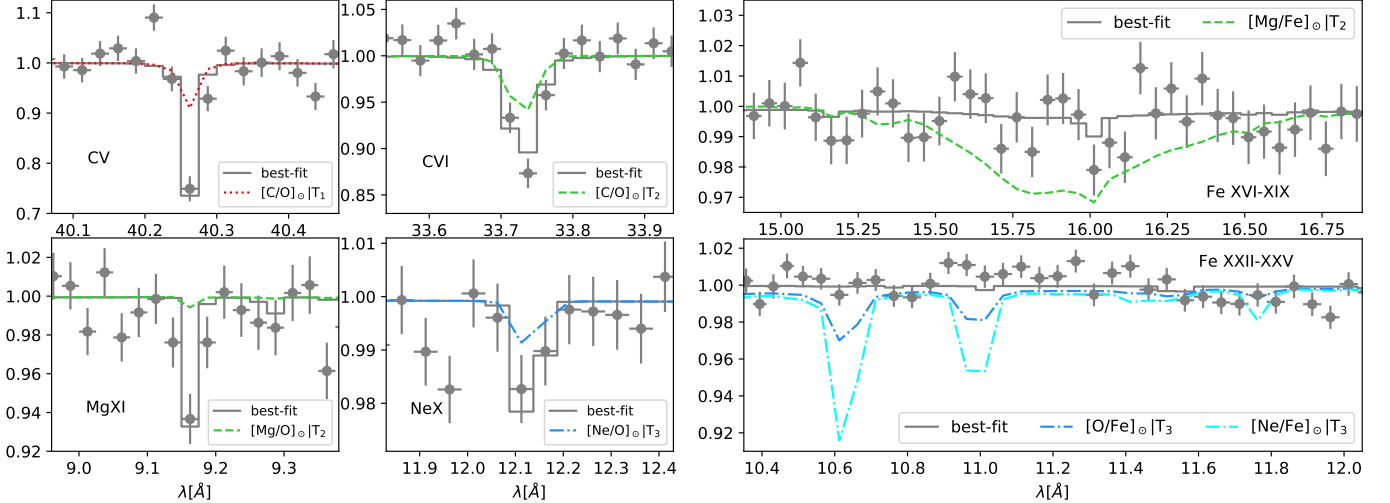 1.1
1.0
0.9
0.8
0.7
CV
best-fit
[C/O]⊙|T₁
40.1 40.2 40.3 40.4
1.05
1.00
0.95
0.90
0.85
CVI
best-fit
[C/O]⊙|T₂
33.6 33.7 33.8 33.9
1.03
1.02
1.01
1.00
0.99
0.98
0.97
best-fit [Mg/Fe]⊙|T₂
Fe XVI-XIX
15.00 15.25 15.50 15.75 16.00 16.25 16.50 16.75
1.02
1.00
0.98
0.96
0.94
0.92
MgXI
best-fit
[Mg/O]⊙|T₂
9.0 9.1 9.2 9.3
λ[Å]
1.01
1.00
0.99
0.98
NeX
best-fit
[Ne/O]⊙|T₃
11.9 12.0 12.1 12.2 12.3 12.4
λ[Å]
1.02
1.00
0.98
0.96
0.94
0.92
Fe XXII-XXV
best-fit [O/Fe]⊙|T₃ [Ne/Fe]⊙|T₃
10.4 10.6 10.8 11.0 11.2 11.4 11.6 11.8 12.0
λ[Å]